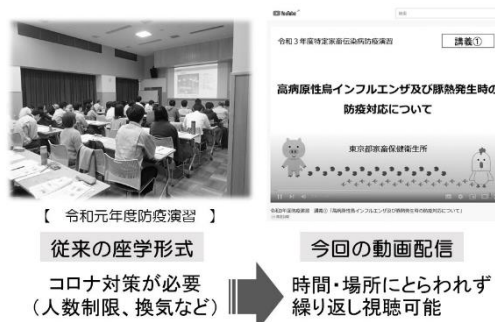 YouTube
検索
令和3年度特定家畜伝染病防疫演習
講義①
高病原性鳥インフルエンザ及び豚熱発生時の
防疫対応について
東京都家畜保健衛生所
【 令和元年度防疫演習 】
従来の座学形式
今回の動画配信
コロナ対策が必要
(人数制限、換気など)
時間・場所にとらわれず
繰り返し視聴可能